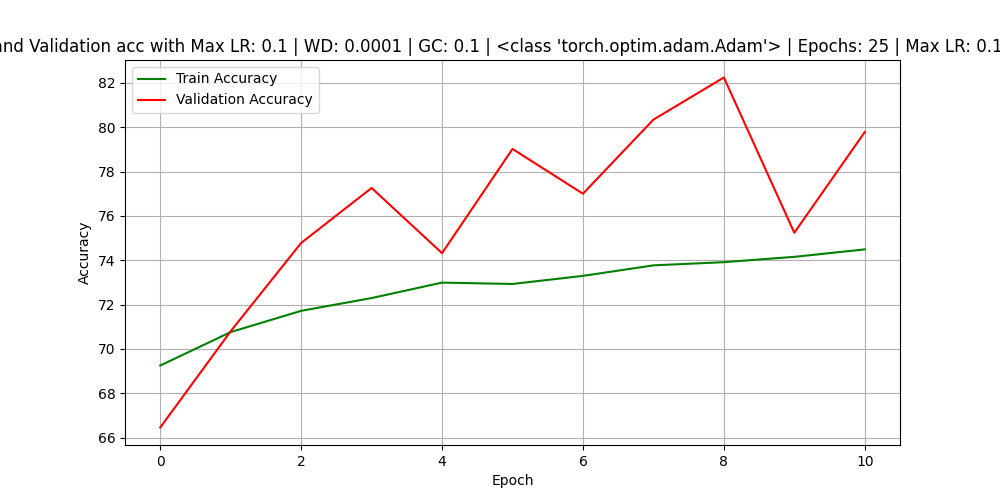 and Validation acc with Max LR: 0.1 | WD: 0.0001 | GC: 0.1 | <class 'torch.optim.adam.Adam'> | Epochs: 25 | Max LR: 0.1
Train Accuracy
Validation Accuracy
82
80
78
76
74
72
70
68
66
Accuracy
0 2 4 6 8 10
Epoch